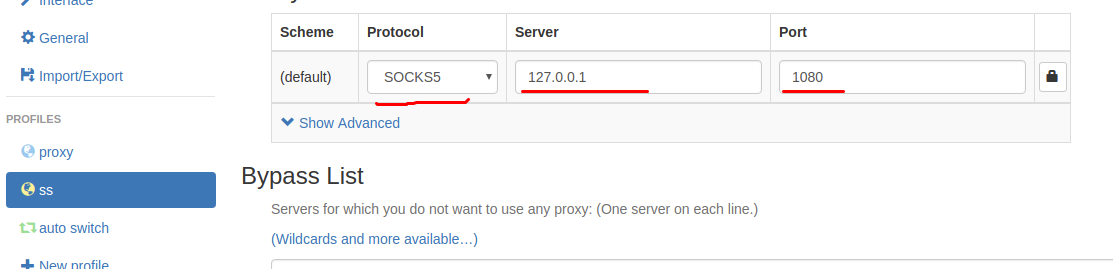 Interface
General
Import/Export
PROFILES
proxy
ss
auto switch
New profile
Scheme Protocol Server Port
(default) SOCKS5 127.0.0.1 1080
Show Advanced
Bypass List
Servers for which you do not want to use any proxy: (One server on each line.)
(Wildcards and more available…)